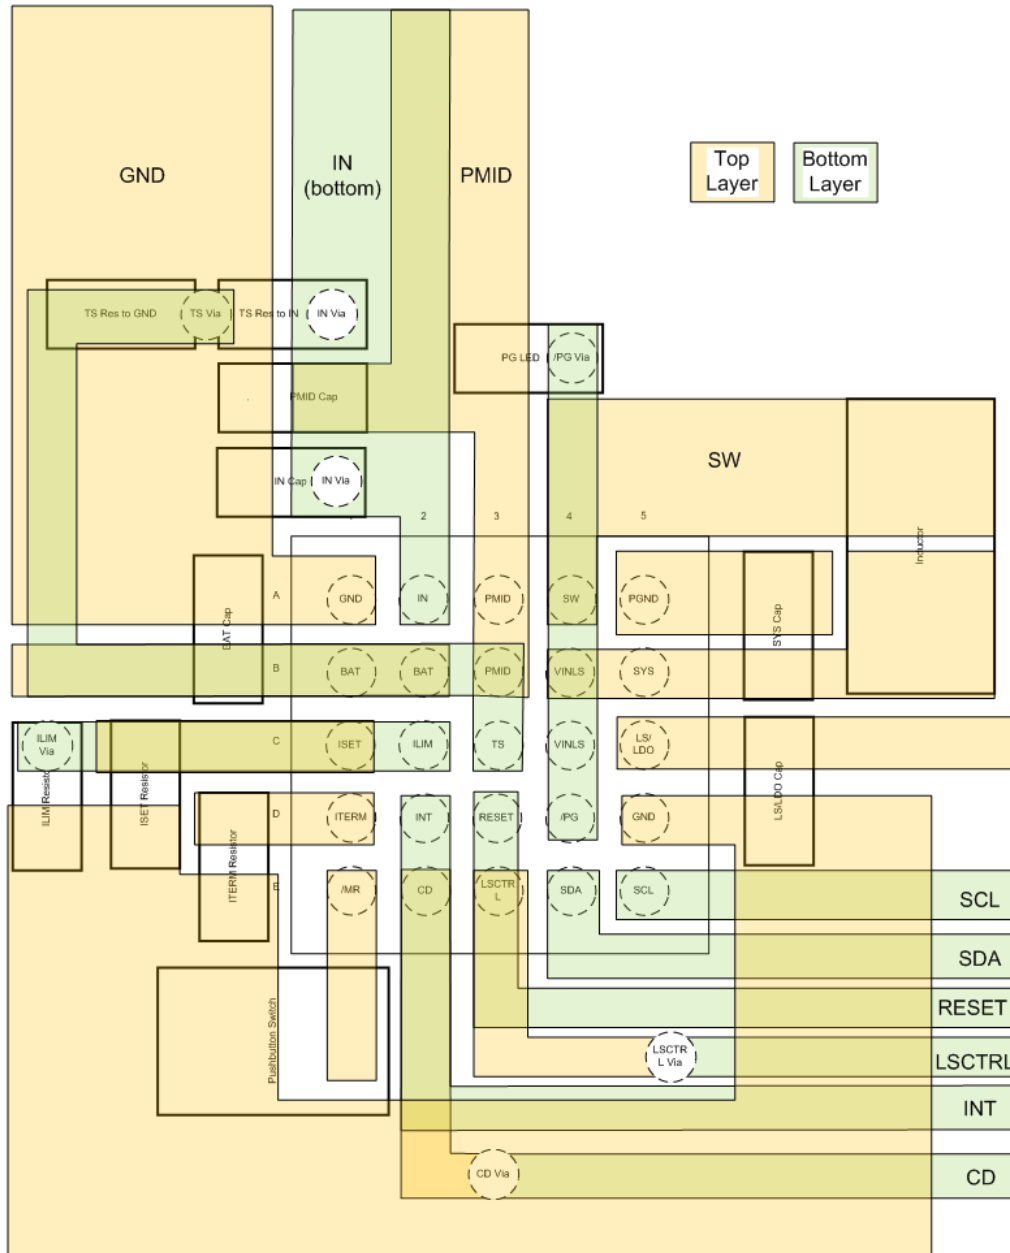 Top
Layer
Bottom
Layer
GND
IN
(bottom)
PMID
TS Res to GND
TS Via
TS Res to IN
IN Via
PG LED
/PG Via
PMID Cap
SW
IN Cap
IN Via
2
3
4
5
Inductor
A
GND
IN
PMID
SW
PGND
BAT Cap
SYS Cap
B
BAT
BAT
PMID
VINLS
SYS
ILIM
Via
C
ISET
ILIM
TS
VINLS
LS/
LDO
ILIM Resistor
ISET Resistor
LS/LDO Cap
D
ITERM
INT
RESET
/PG
GND
ITERM Resistor
E
/MR
CD
LSCTR
L
SDA
SCL
SCL
SDA
RESET
Pushbutton Switch
LSCTR
L Via
LSCTRL
INT
CD Via
CD